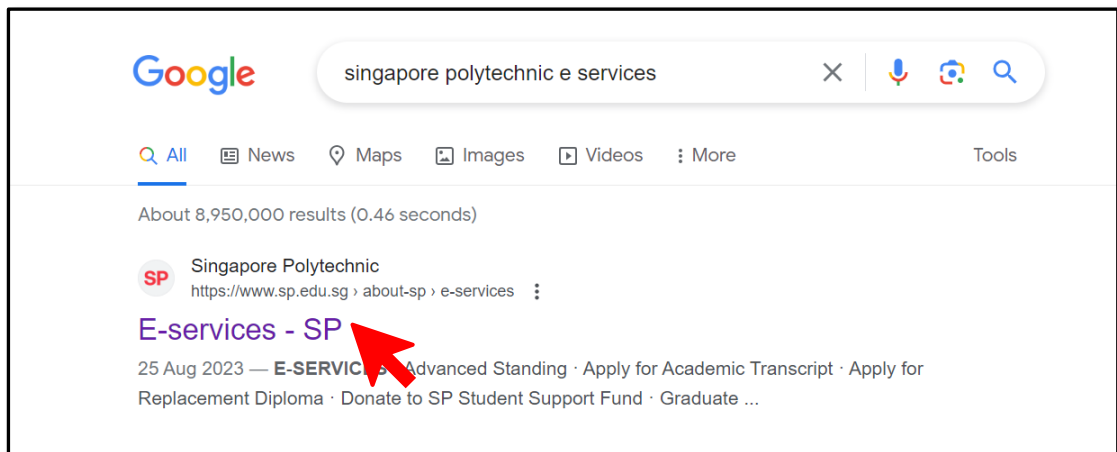 Google
singapore polytechnic e services
All News Maps Images Videos More Tools
About 8,950,000 results (0.46 seconds)
SP
Singapore Polytechnic
https://www.sp.edu.sg › about-sp › e-services
E-services - SP
25 Aug 2023 — E-SERVICES · Advanced Standing · Apply for Academic Transcript · Apply for
Replacement Diploma · Donate to SP Student Support Fund · Graduate ...